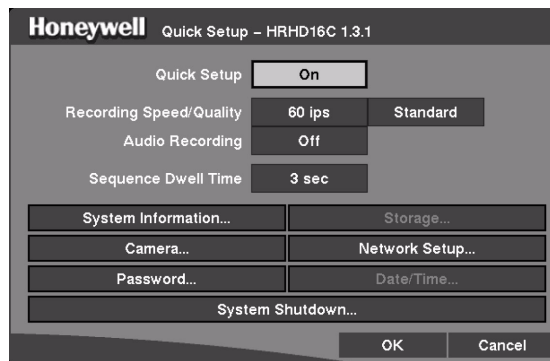 Honeywell Quick Setup – HRHD16C 1.3.1
Quick Setup On
Recording Speed/Quality 60 ips Standard
Audio Recording Off
Sequence Dwell Time 3 sec
System Information... Storage...
Camera... Network Setup...
Password... Date/Time...
System Shutdown...
OK Cancel